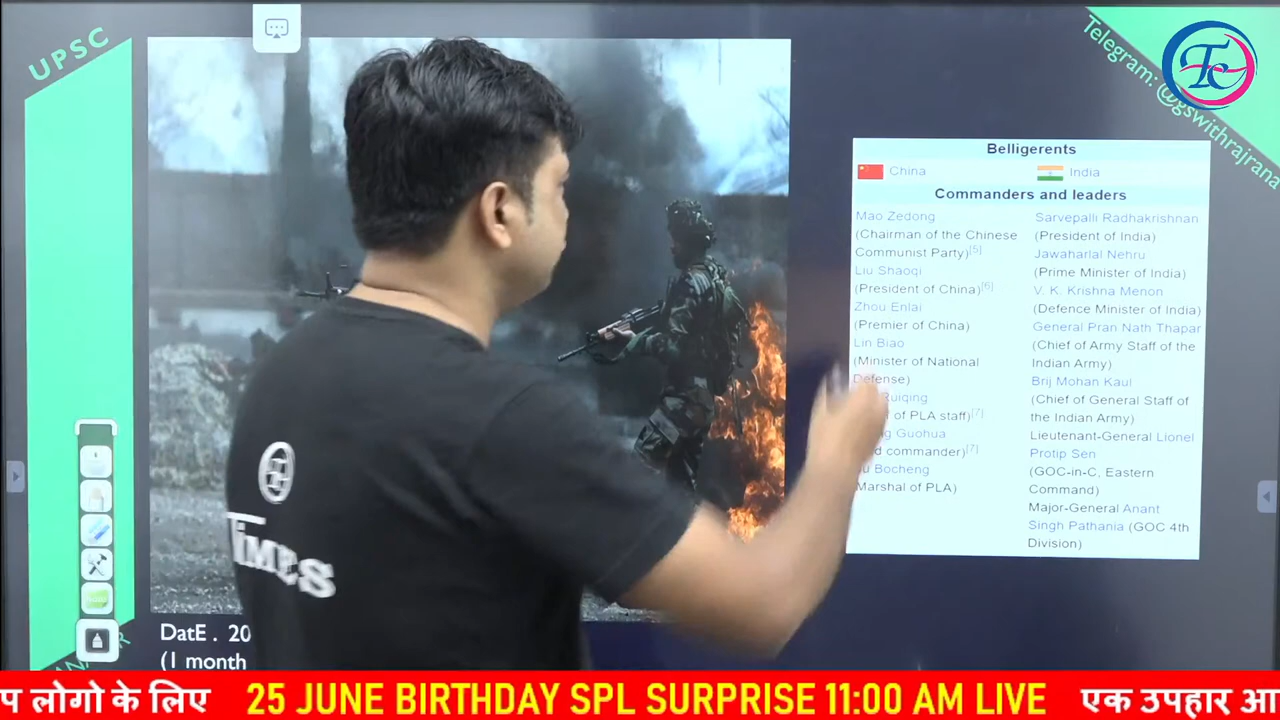 UPSC
Telegram: @gswithrajrana
Tc
Belligerents
China
India
Commanders and leaders
Mao Zedong
(Chairman of the Chinese
Communist Party)[5]
Liu Shaoqi
(President of China)[6]
Zhou Enlai
(Premier of China)
Lin Biao
(Minister of National
Defense)
Ruiqing
of PLA staff)[7]
Guohua
commander)[7]
Bocheng
Marshal of PLA)
Sarvepalli Radhakrishnan
(President of India)
Jawaharlal Nehru
(Prime Minister of India)
V. K. Krishna Menon
(Defence Minister of India)
General Pran Nath Thapar
(Chief of Army Staff of the
Indian Army)
Brij Mohan Kaul
(Chief of General Staff of
the Indian Army)
Lieutenant-General Lionel
Protip Sen
(GOC-in-C, Eastern
Command)
Major-General Anant
Singh Pathania (GOC 4th
Division)
TIMES
DatE . 20
(1 month
लोगो के लिए 25 JUNE BIRTHDAY SPL SURPRISE 11:00 AM LIVE एक उपहार